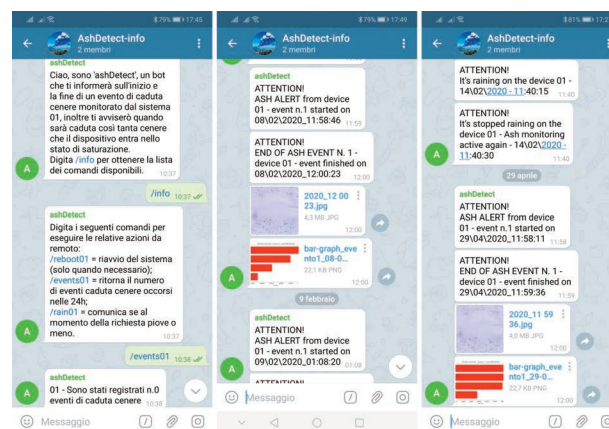 79% 17:45
AshDetect-info
2 membri
ashDetect
Ciao, sono 'ashDetect', un bot
che ti informerà sull'inizio e
la fine di un evento di caduta
cenere monitorato dal sistema
01, inoltre ti avviserò quando
sarà caduta così tanta cenere
che il dispositivo entra nello
stato di saturazione.
Digita /info per ottenere la lista
dei comandi disponibili. 10:37
/info 10:37
ashDetect
Digita i seguenti comandi per
eseguire le relative azioni da
remoto:
/reboot01 = riavvio del sistema
(solo quando necessario);
/events01 = ritorna il numero
di eventi caduta cenere occorsi
nelle 24h;
/rain01 = comunica se al
momento della richiesta piove o
meno. 10:37
/events01 10:38
ashDetect
01 - Sono stati registrati n.0
eventi di caduta cenere 10:38
A
Messaggio
79% 17:49
AshDetect-info
2 membri
ashDetect
ATTENTION!
ASH ALERT from device
01 - event n.1 started on
08\02\2020_11:58:46 11:59
ATTENTION!
END OF ASH EVENT N. 1 -
device 01 - event finished on
08\02\2020_12:00:23 12:00
2020_12 00
23.jpg
4,3 MB JPG
12:00
bar-graph_eve
nto1_08-0...
22,1 KB PNG
12:00
A
9 febbraio
ashDetect
ATTENTION!
ASH ALERT from device
01 - event n.1 started on
09\02\2020_01:08:20 01:08
ATTENTION!
A
Messaggio
81% 17:2
AshDetect-info
2 membri
ATTENTION!
It's raining on the device 01 -
14\02\2020 - 11:40:15 11:40
ATTENTION!
It's stopped raining on the
device 01 - Ash monitoring
active again - 14\02\2020 -
11:40:30 11:40
A
29 aprile
ashDetect
ATTENTION!
ASH ALERT from device
01 - event n.1 started on
29\04\2020_11:58:11 11:58
ATTENTION!
END OF ASH EVENT N. 1 -
device 01 - event finished on
29\04\2020_11:59:36 11:59
2020_11 59
36.jpg
4,0 MB JPG
12:00
bar-graph_eve
nto1_29-0...
22,7 KB PNG
12:00
A
Messaggio